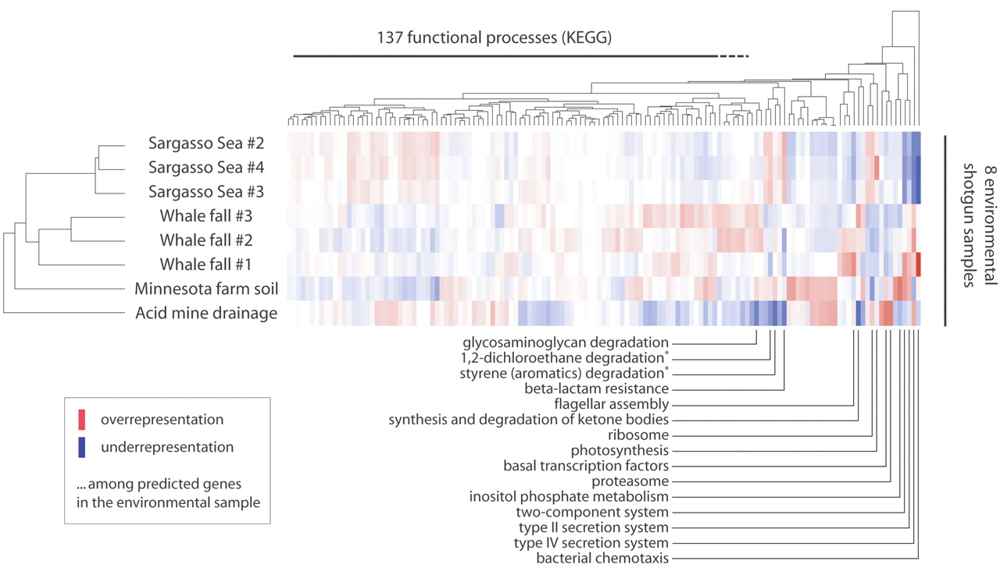 137 functional processes (KEGG)
Sargasso Sea #2
Sargasso Sea #4
Sargasso Sea #3
Whale fall #3
Whale fall #2
Whale fall #1
Minnesota farm soil
Acid mine drainage
8 environmental
shotgun samples
glycosaminoglycan degradation
1,2-dichloroethane degradation*
styrene (aromatics) degradation*
beta-lactam resistance
flagellar assembly
synthesis and degradation of ketone bodies
ribosome
photosynthesis
basal transcription factors
proteasome
inositol phosphate metabolism
two-component system
type II secretion system
type IV secretion system
bacterial chemotaxis
overrepresentation
underrepresentation
... among predicted genes
in the environmental sample